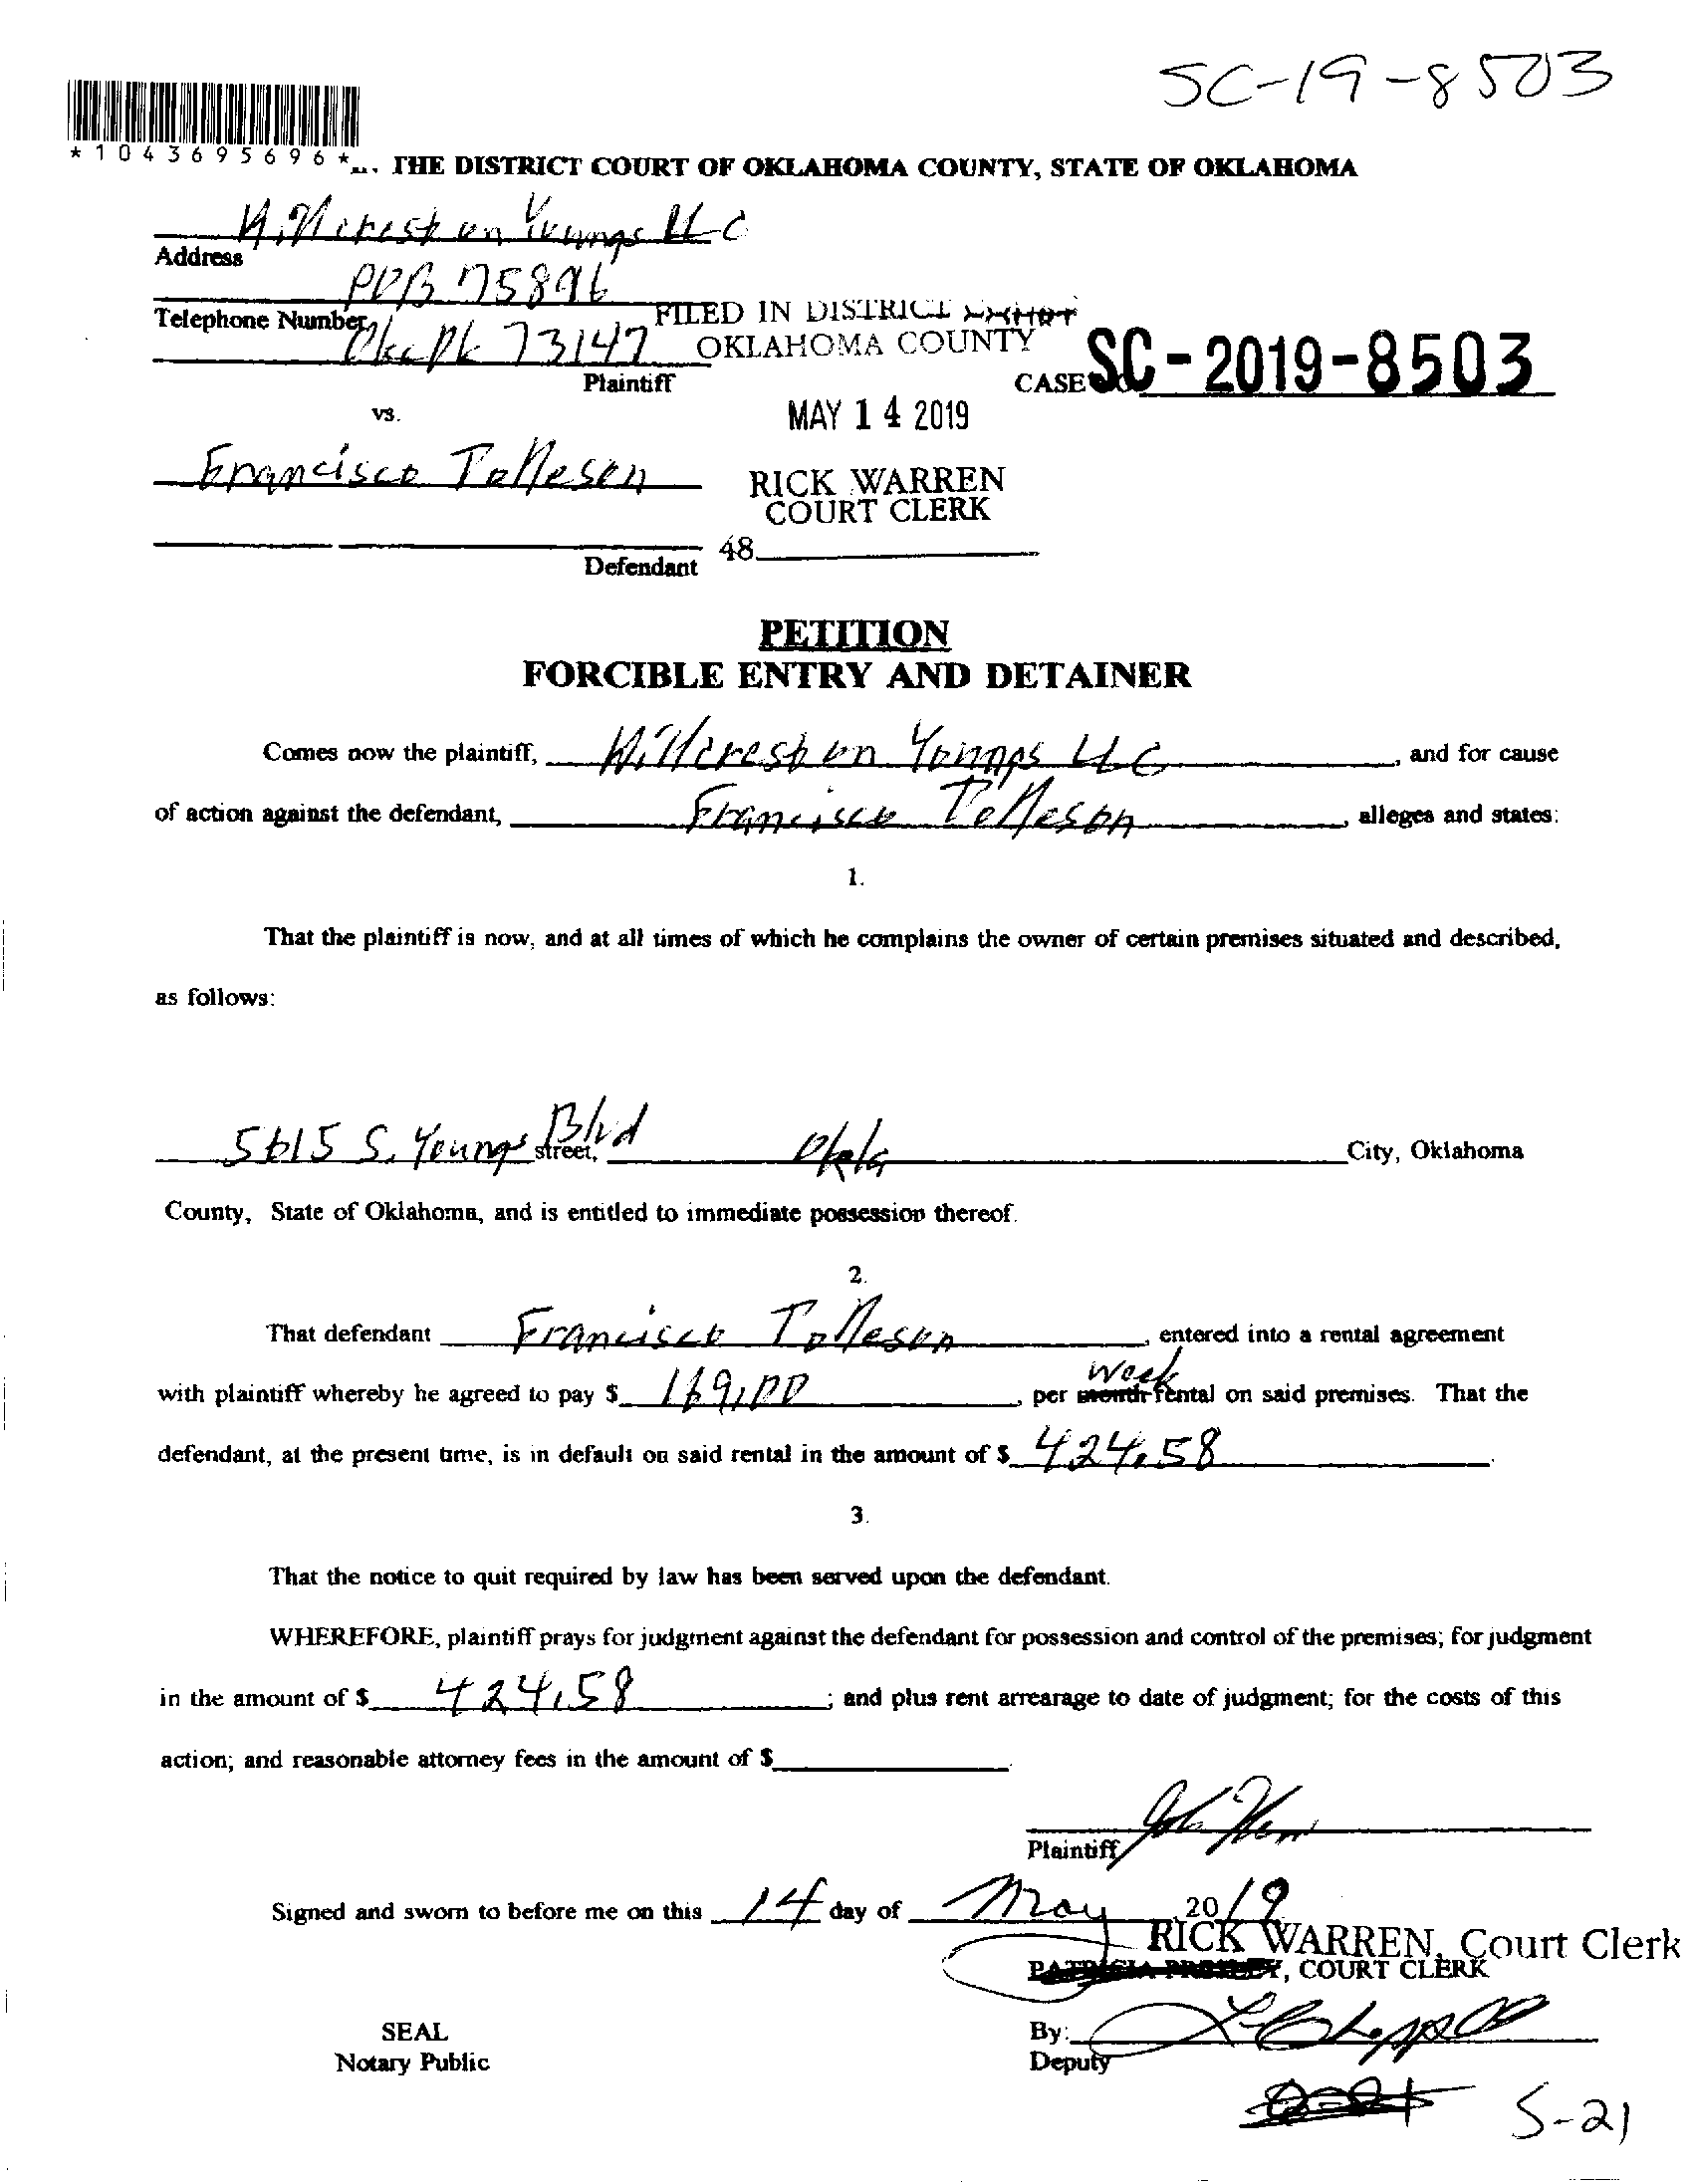 SC-19-8503
*1043695696*
THE DISTRICT COURT OF OKLAHOMA COUNTY, STATE OF OKLAHOMA
Hillcrest on Youngs LLC
Address
POB 75896
Telephone Number
FILED IN DISTRICT COURT
OKLAHOMA COUNTY
Okc Ok 73147
Plaintiff
CASE SC-2019-8503
vs.
MAY 14 2019
Francisco Tolleson
RICK WARREN
COURT CLERK
48
Defendant
PETITION
FORCIBLE ENTRY AND DETAINER
Comes now the plaintiff, Hillcrest on Youngs LLC, and for cause
of action against the defendant, Francisco Tolleson, alleges and states:
1.
That the plaintiff is now, and at all times of which he complains the owner of certain premises situated and described,
as follows:
5615 S. Youngs Blvd street, Okla City, Oklahoma
County, State of Oklahoma, and is entitled to immediate possession thereof.
2.
That defendant Francisco Tolleson, entered into a rental agreement
with plaintiff whereby he agreed to pay $ 169.00, per month week rental on said premises. That the
defendant, at the present time, is in default on said rental in the amount of $ 424.58.
3.
That the notice to quit required by law has been served upon the defendant.
WHEREFORE, plaintiff prays for judgment against the defendant for possession and control of the premises; for judgment
in the amount of $ 424.58; and plus rent arrearage to date of judgment; for the costs of this
action; and reasonable attorney fees in the amount of $
Plaintiff
Signed and sworn to before me on this 14 day of May 2019
RICK WARREN, Court Clerk
PATRICIA PRESLEY, COURT CLERK
SEAL
By:
Notary Public
Deputy
5-21